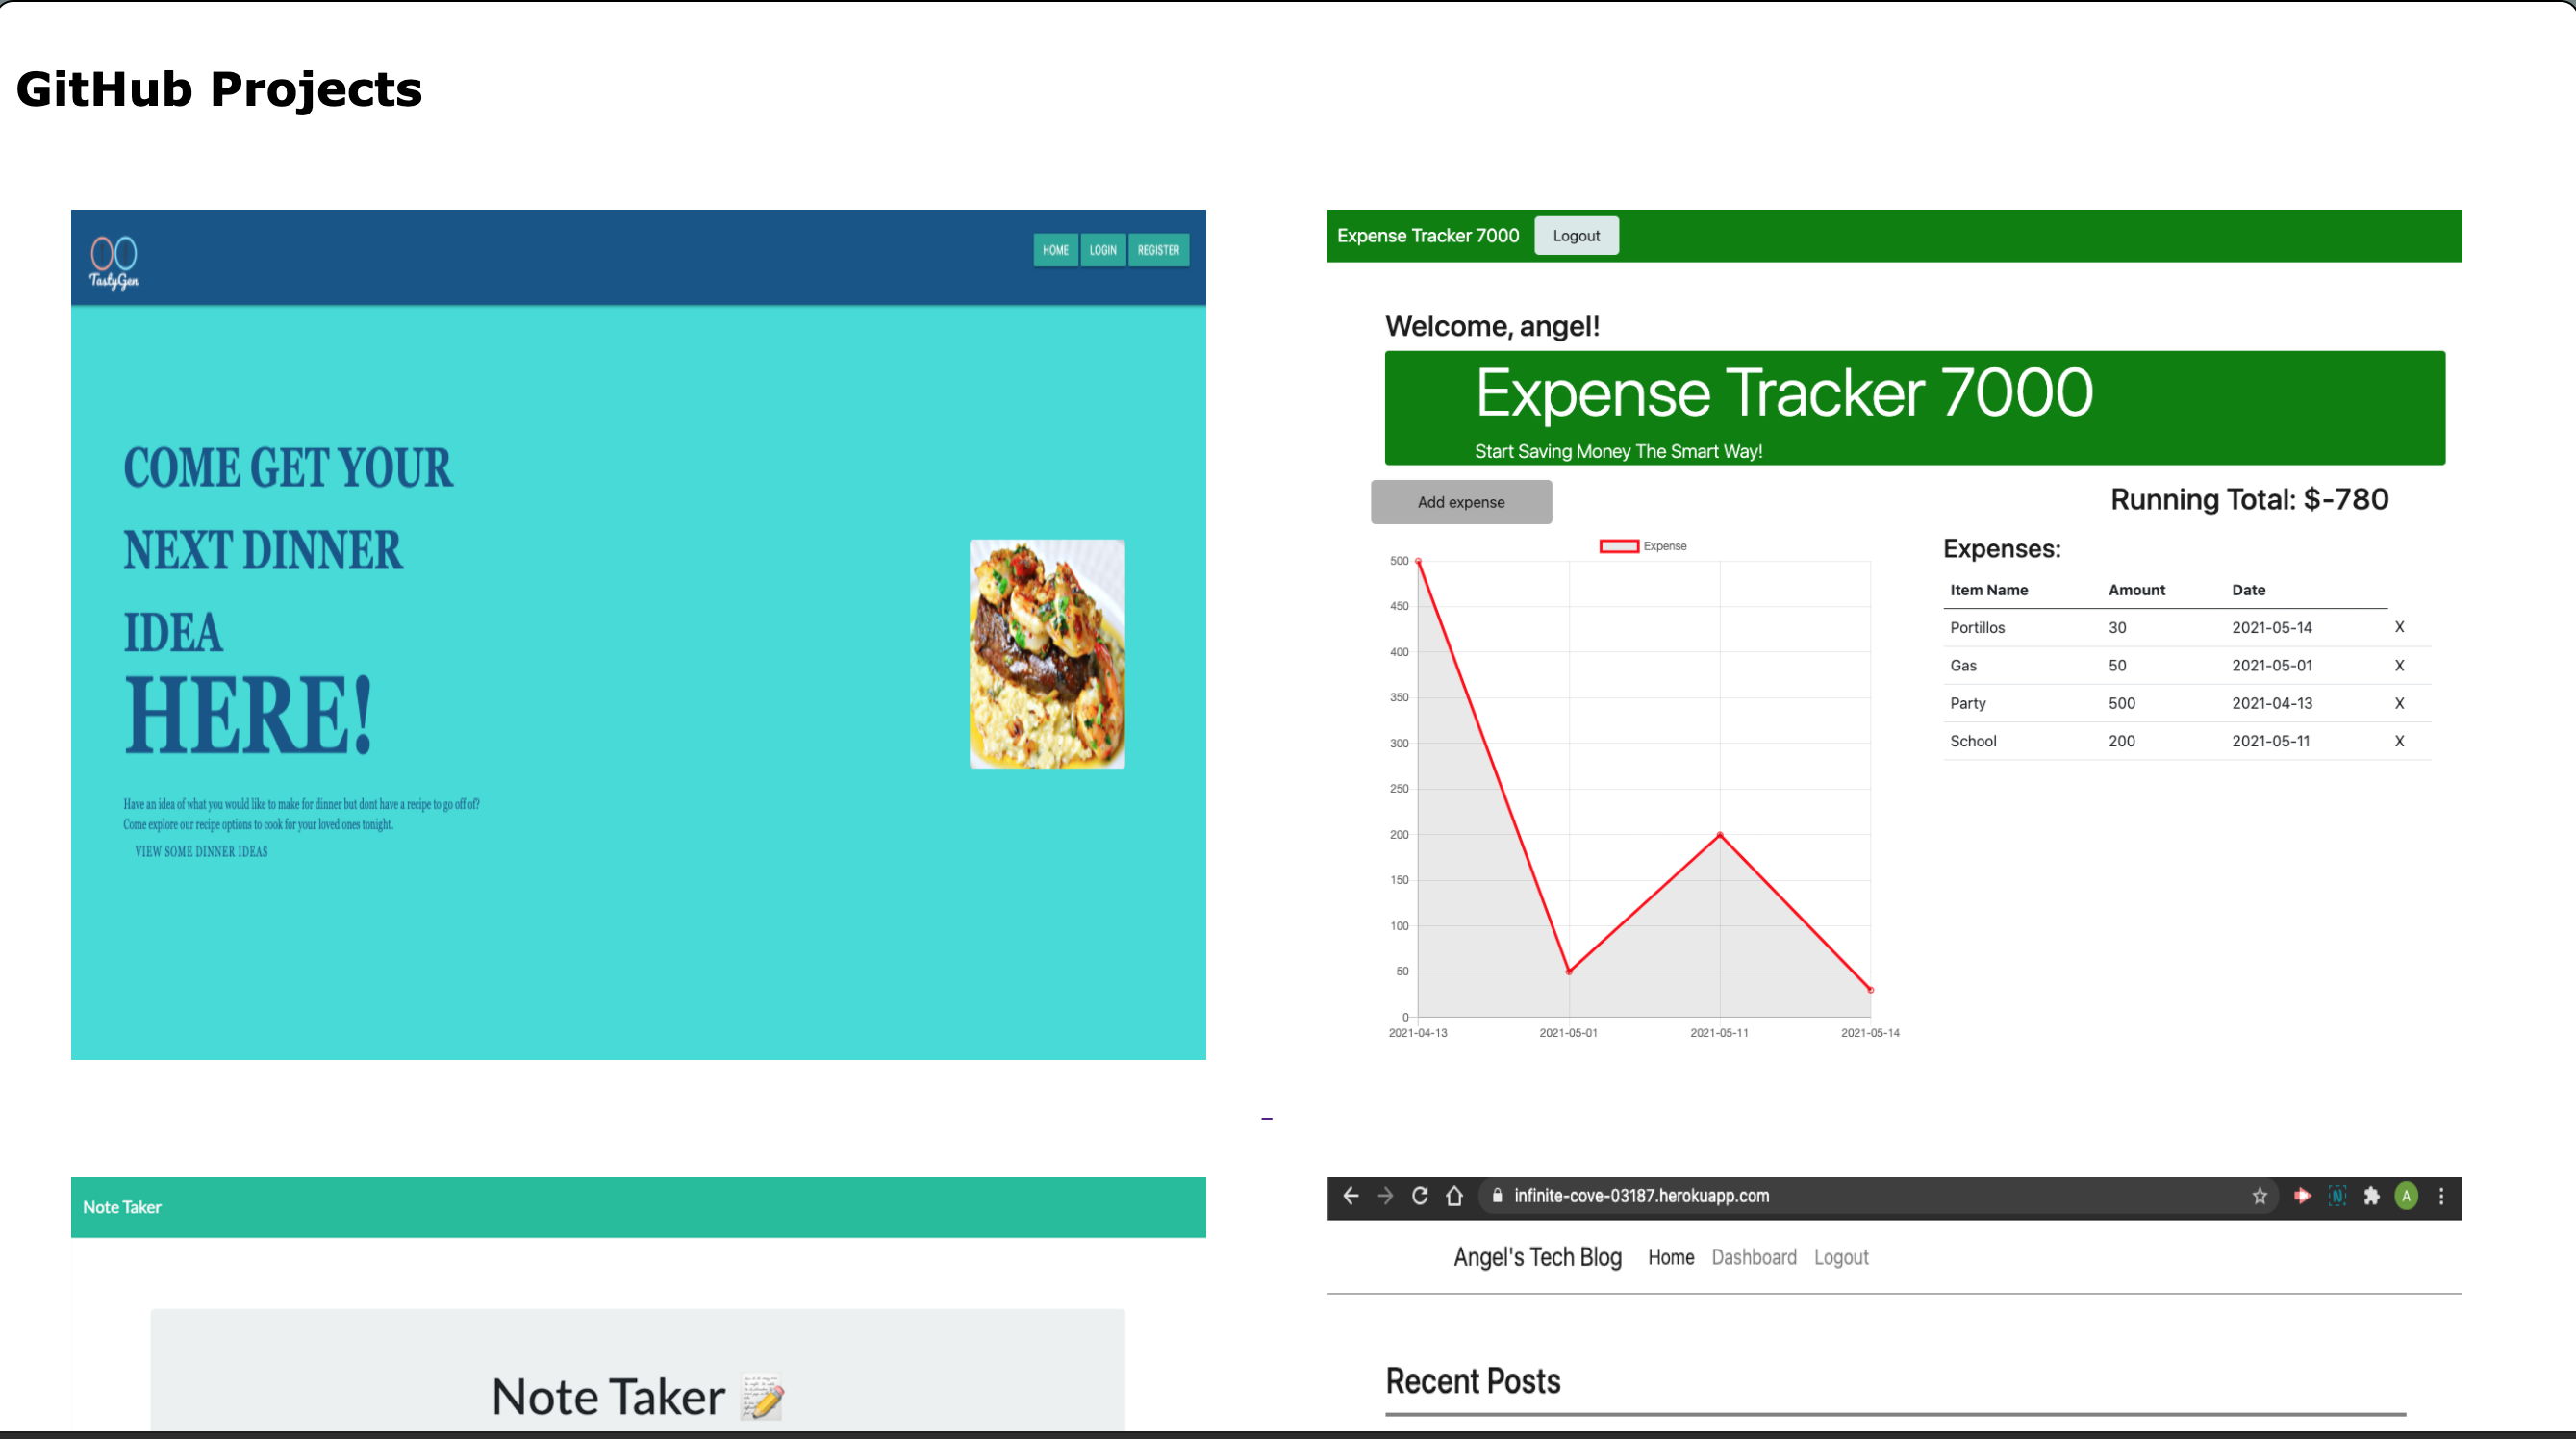 GitHub Projects
TastyGen
HOME LOGIN REGISTER
COME GET YOUR
NEXT DINNER
IDEA
HERE!
Have an idea of what you would like to make for dinner but dont have a recipe to go off of?
Come explore our recipe options to cook for your loved ones tonight.
VIEW SOME DINNER IDEAS
Expense Tracker 7000 Logout
Welcome, angel!
Expense Tracker 7000
Start Saving Money The Smart Way!
Add expense
Running Total: $-780
Expense
500
450
400
350
300
250
200
150
100
50
0
2021-04-13 2021-05-01 2021-05-11 2021-05-14
Expenses:
Item Name Amount Date
Portillos 30 2021-05-14 X
Gas 50 2021-05-01 X
Party 500 2021-04-13 X
School 200 2021-05-11 X
Note Taker
Note Taker 📝
infinite-cove-03187.herokuapp.com N A
Angel's Tech Blog Home Dashboard Logout
Recent Posts